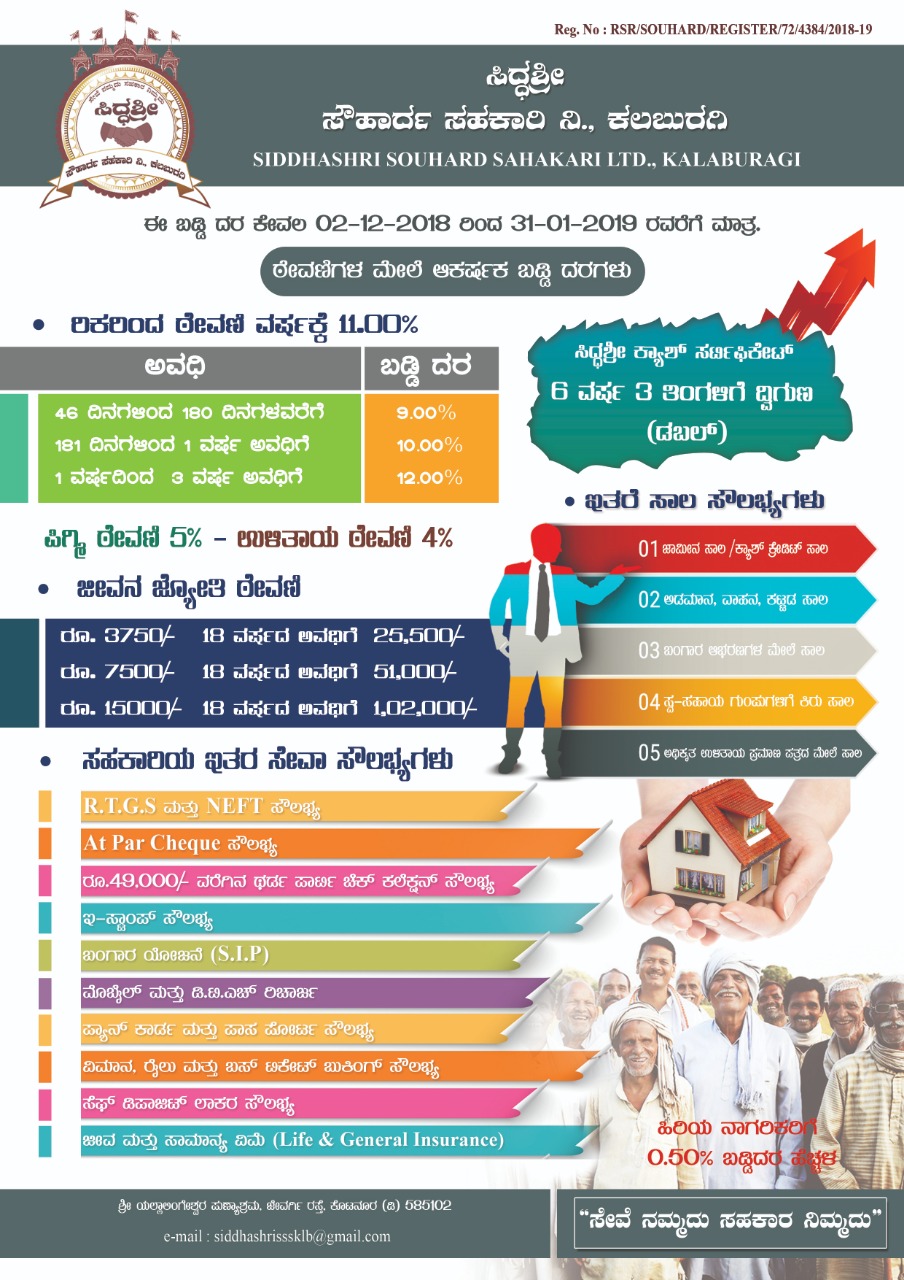 Reg. No : RSR/SOUHARD/REGISTER/72/4384/2018-19
ಸೇವೆ ನಮ್ಮದು ಸಹಕಾರ ನಿಮ್ಮದು
ಸಿದ್ಧಶ್ರೀ
ಸೌಹಾರ್ದ ಸಹಕಾರಿ ನಿ., ಕಲಬುರಗಿ
ಸಿದ್ಧಶ್ರೀ
ಸೌಹಾರ್ದ ಸಹಕಾರಿ ನಿ., ಕಲಬುರಗಿ
SIDDHASHRI SOUHARD SAHAKARI LTD., KALABURAGI
ಈ ಬಡ್ಡಿ ದರ ಕೇವಲ 02-12-2018 ರಿಂದ 31-01-2019 ರವರೆಗೆ ಮಾತ್ರ.
ಠೇವಣಿಗಳ ಮೇಲೆ ಆಕರ್ಷಕ ಬಡ್ಡಿ ದರಗಳು
• ರಿಕರಿಂದ ಠೇವಣಿ ವರ್ಷಕ್ಕೆ 11.00%
ಅವಧಿ ಬಡ್ಡಿ ದರ
46 ದಿನಗಳಿಂದ 180 ದಿನಗಳವರೆಗೆ 9.00%
181 ದಿನಗಳಿಂದ 1 ವರ್ಷ ಅವಧಿಗೆ 10.00%
1 ವರ್ಷದಿಂದ 3 ವರ್ಷ ಅವಧಿಗೆ 12.00%
ಸಿದ್ಧಶ್ರೀ ಕ್ಯಾಶ್ ಸರ್ಟಿಫಿಕೇಟ್
6 ವರ್ಷ 3 ತಿಂಗಳಿಗೆ ದ್ವಿಗುಣ
(ಡಬಲ್)
ಪಿಗ್ಮಿ ಠೇವಣಿ 5% - ಉಳಿತಾಯ ಠೇವಣಿ 4%
• ಜೀವನ ಜ್ಯೋತಿ ಠೇವಣಿ
ರೂ. 3750/- 18 ವರ್ಷದ ಅವಧಿಗೆ 25,500/-
ರೂ. 7500/- 18 ವರ್ಷದ ಅವಧಿಗೆ 51,000/-
ರೂ. 15000/- 18 ವರ್ಷದ ಅವಧಿಗೆ 1,02,000/-
• ಇತರೆ ಸಾಲ ಸೌಲಭ್ಯಗಳು
01 ಜಾಮೀನ ಸಾಲ /ಕ್ಯಾಶ್ ಕ್ರೇಡಿಟ್ ಸಾಲ
02 ಅಡಮಾನ, ವಾಹನ, ಕಟ್ಟಡ ಸಾಲ
03 ಬಂಗಾರ ಆಭರಣಗಳ ಮೇಲೆ ಸಾಲ
04 ಸ್ವ-ಸಹಾಯ ಗುಂಪುಗಳಿಗೆ ಕಿರು ಸಾಲ
05 ಅಧಿಕೃತ ಉಳಿತಾಯ ಪ್ರಮಾಣ ಪತ್ರದ ಮೇಲೆ ಸಾಲ
• ಸಹಕಾರಿಯ ಇತರ ಸೇವಾ ಸೌಲಭ್ಯಗಳು
R.T.G.S ಮತ್ತು NEFT ಸೌಲಭ್ಯ
At Par Cheque ಸೌಲಭ್ಯ
ರೂ.49,000/- ವರೆಗಿನ ಥರ್ಡ ಪಾರ್ಟಿ ಚೆಕ್ ಕಲೆಕ್ಷನ್ ಸೌಲಭ್ಯ
ಇ-ಸ್ಟಾಂಪ್ ಸೌಲಭ್ಯ
ಬಂಗಾರ ಯೋಜನೆ (S.I.P)
ಮೊಬೈಲ್ ಮತ್ತು ಡಿ.ಟಿ.ಎಚ್ ರಿಚಾರ್ಜ
ಪ್ಯಾನ್ ಕಾರ್ಡ ಮತ್ತು ಪಾಸ ಪೋರ್ಟ ಸೌಲಭ್ಯ
ವಿಮಾನ, ರೈಲು ಮತ್ತು ಬಸ್ ಟಿಕೇಟ್ ಬುಕಿಂಗ್ ಸೌಲಭ್ಯ
ಸೆಫ್ ಡಿಪಾಜಿಟ್ ಲಾಕರ ಸೌಲಭ್ಯ
ಜೀವ ಮತ್ತು ಸಾಮಾನ್ಯ ವಿಮೆ (Life & General Insurance)
ಹಿರಿಯ ನಾಗರಿಕರಿಗೆ
0.50% ಬಡ್ಡಿದರ ಹೆಚ್ಚಳ
ಶ್ರೀ ಯಲ್ಲಾಲಿಂಗೇಶ್ವರ ಪುಣ್ಯಾಶ್ರಮ, ಜೇವರ್ಗಿ ರಸ್ತೆ, ಕೊಟನೂರ (ಡಿ) 585102
e-mail : siddhashrisssklb@gmail.com
"ಸೇವೆ ನಮ್ಮದು ಸಹಕಾರ ನಿಮ್ಮದು"